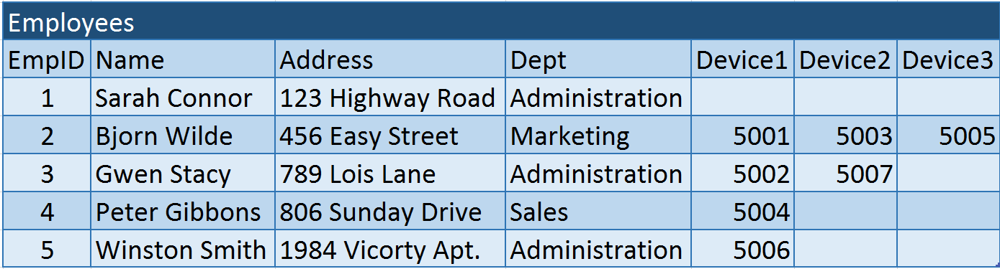 Employees
EmpID Name Address Dept Device1 Device2 Device3
1 Sarah Connor 123 Highway Road Administration
2 Bjorn Wilde 456 Easy Street Marketing 5001 5003 5005
3 Gwen Stacy 789 Lois Lane Administration 5002 5007
4 Peter Gibbons 806 Sunday Drive Sales 5004
5 Winston Smith 1984 Vicorty Apt. Administration 5006